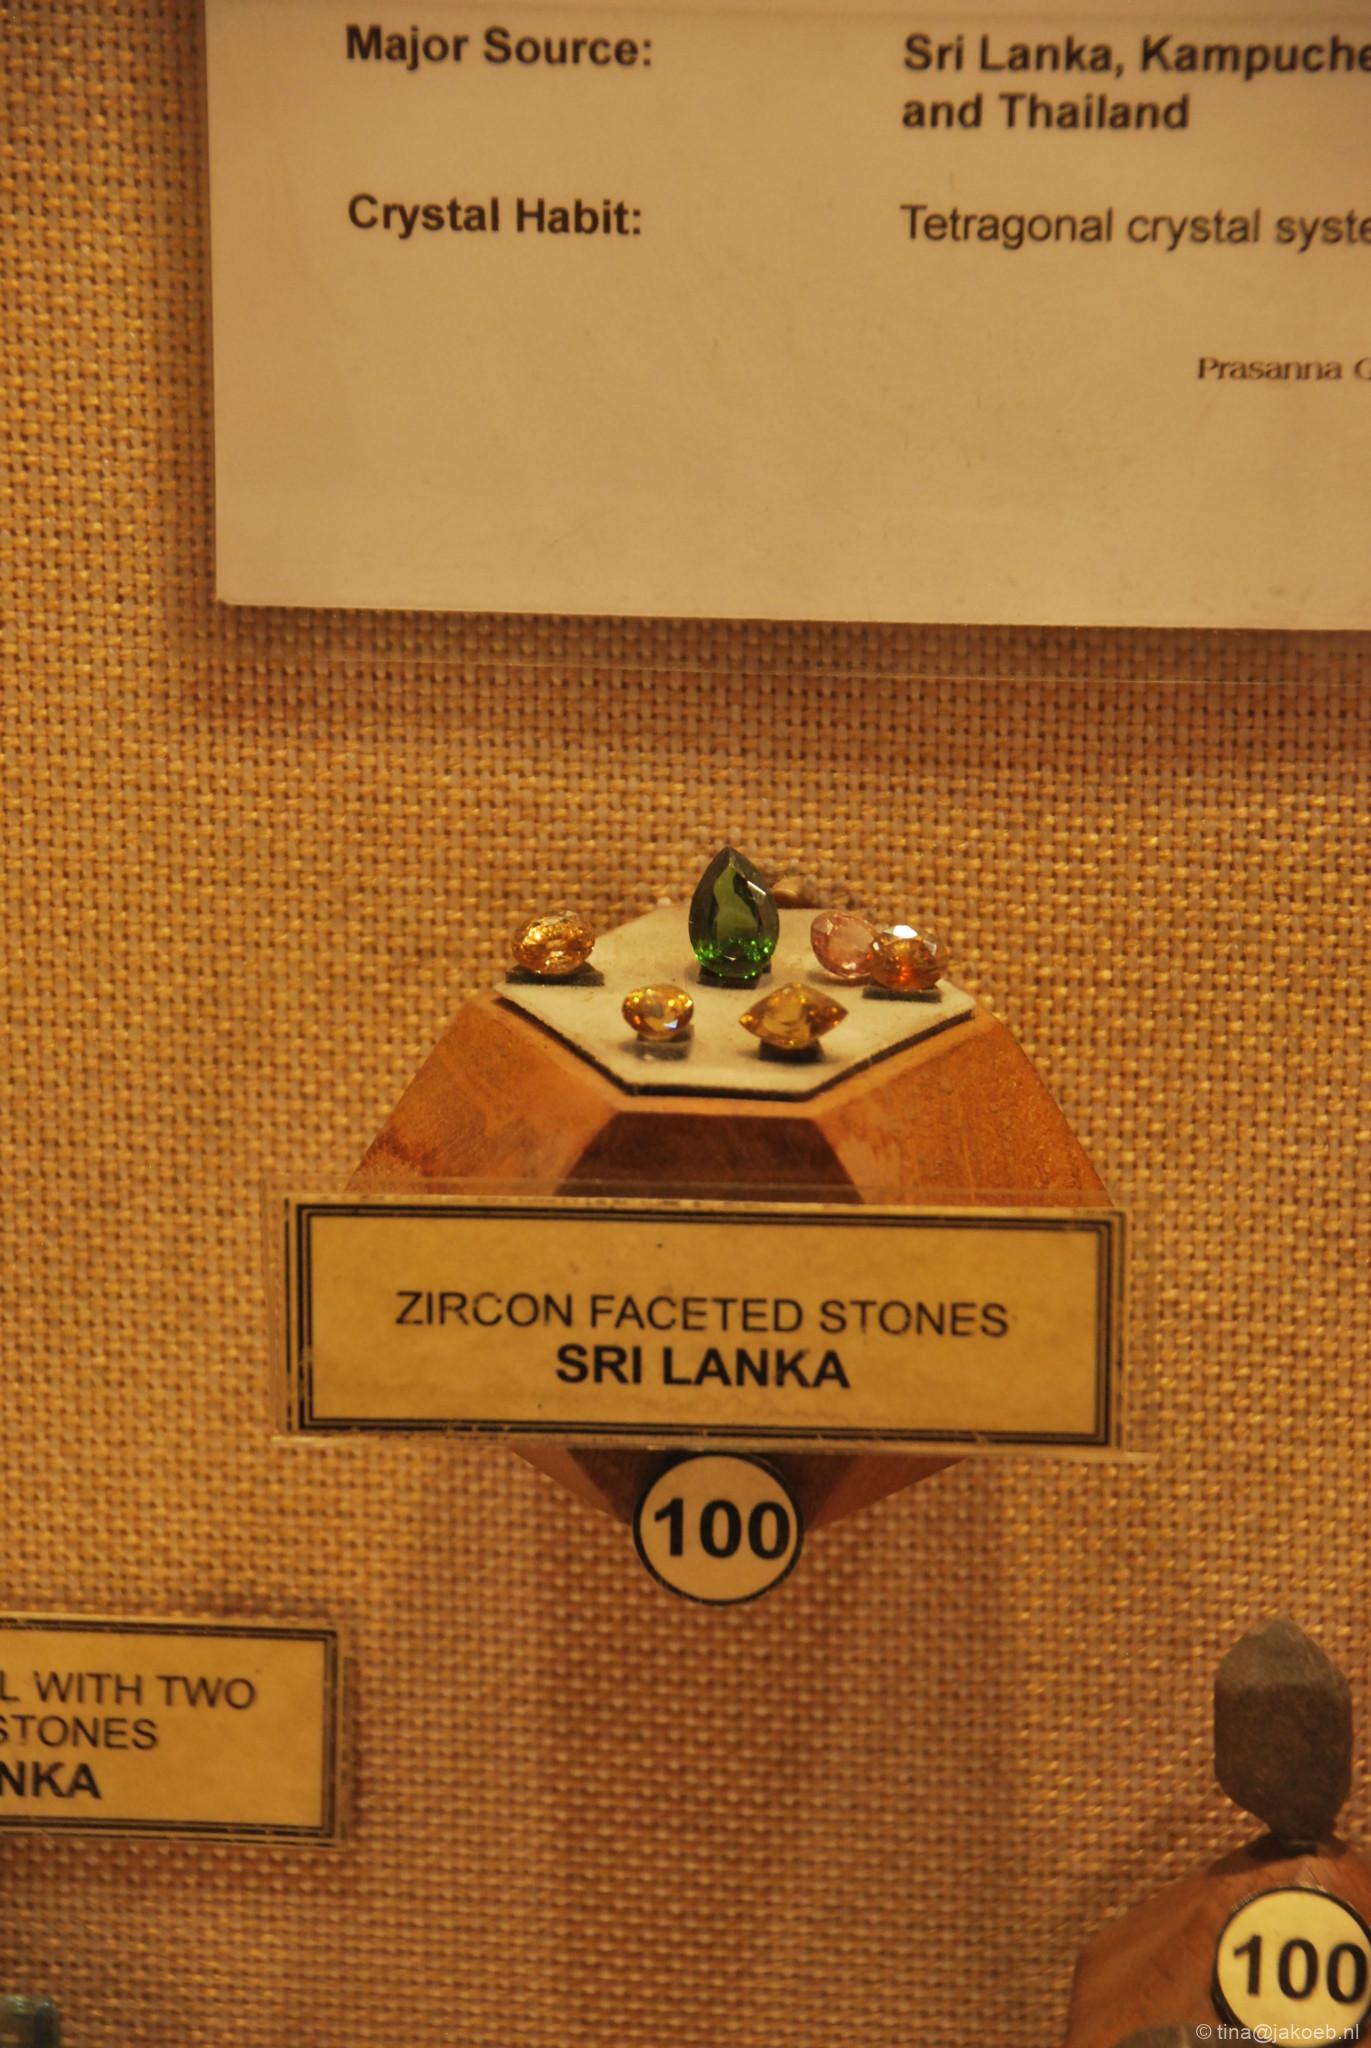 Major Source: Sri Lanka, Kampuche
and Thailand
Crystal Habit: Tetragonal crystal syste
Prasanna G
ZIRCON FACETED STONES
SRI LANKA
100
L WITH TWO
STONES
NKA
100
© tina@jakoeb.nl